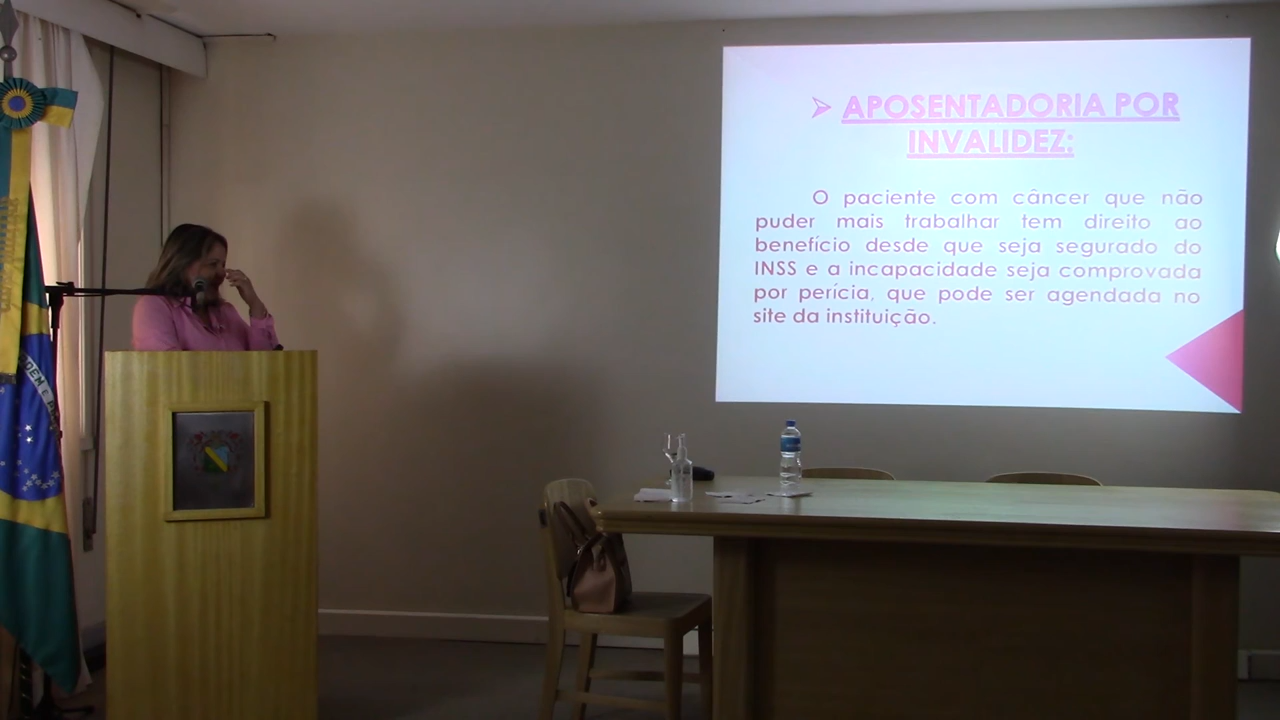 APOSENTADORIA POR
INVALIDEZ:
O paciente com câncer que não
puder mais trabalhar tem direito ao
benefício desde que seja segurado do
INSS e a incapacidade seja comprovada
por perícia, que pode ser agendada no
site da instituição.